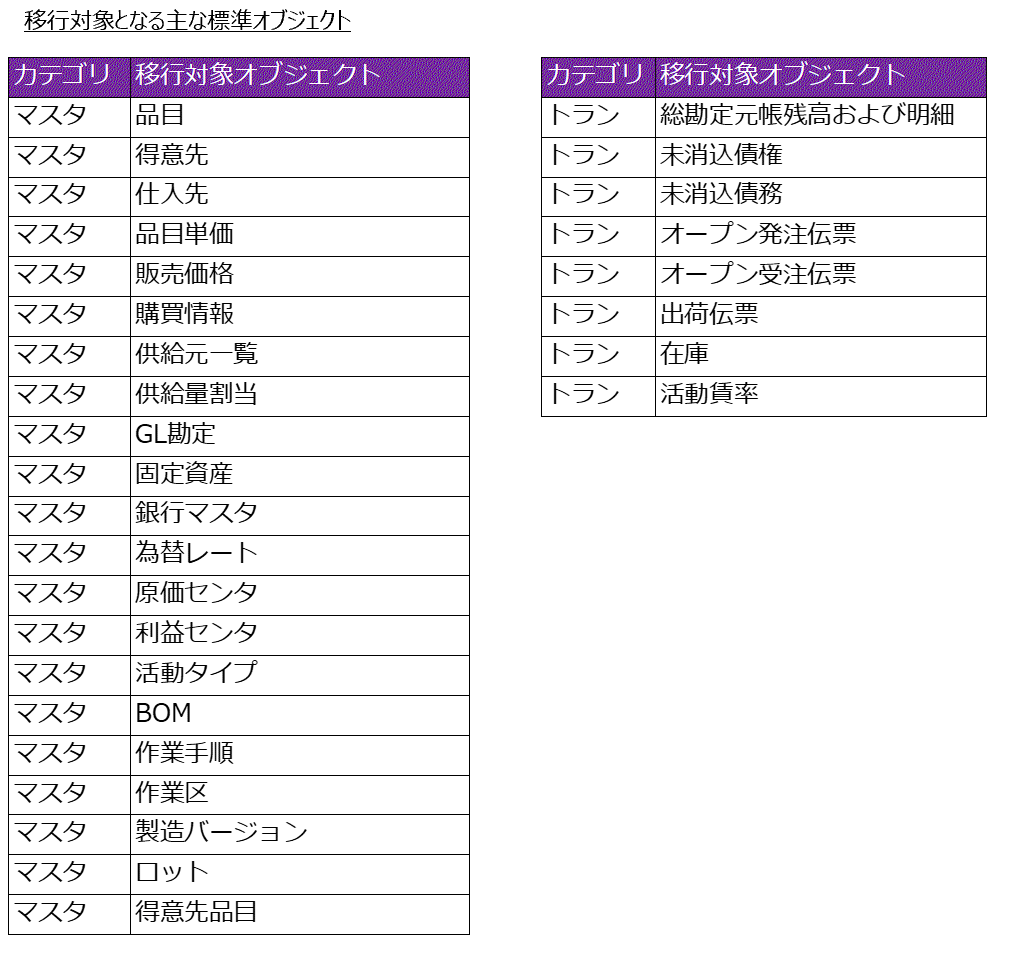 移行対象となる主な標準オブジェクト
カテゴリ 移行対象オブジェクト
マスタ 品目
マスタ 得意先
マスタ 仕入先
マスタ 品目単価
マスタ 販売価格
マスタ 購買情報
マスタ 供給元一覧
マスタ 供給量割当
マスタ GL勘定
マスタ 固定資産
マスタ 銀行マスタ
マスタ 為替レート
マスタ 原価センタ
マスタ 利益センタ
マスタ 活動タイプ
マスタ BOM
マスタ 作業手順
マスタ 作業区
マスタ 製造バージョン
マスタ ロット
マスタ 得意先品目
カテゴリ 移行対象オブジェクト
トラン 総勘定元帳残高および明細
トラン 未消込債権
トラン 未消込債務
トラン オープン発注伝票
トラン オープン受注伝票
トラン 出荷伝票
トラン 在庫
トラン 活動賃率